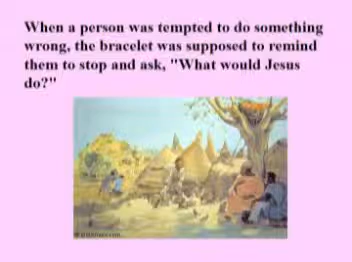 When a person was tempted to do something
wrong, the bracelet was supposed to remind
them to stop and ask, "What would Jesus
do?"